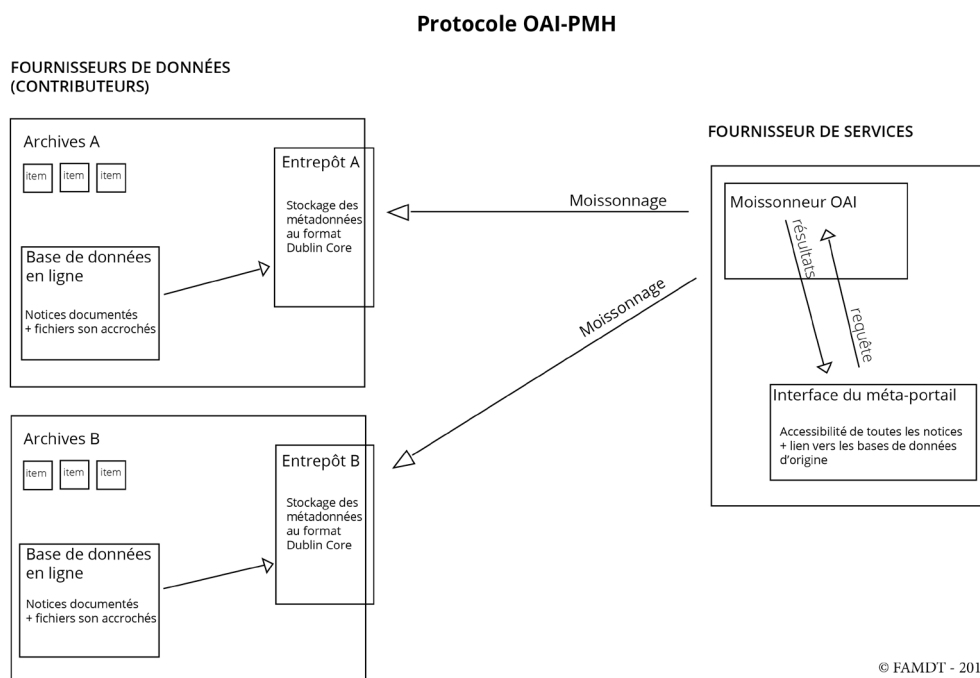 Protocole OAI-PMH
FOURNISSEURS DE DONNÉES
(CONTRIBUTEURS)
Archives A
item item item
Entrepôt A
Stockage des
métadonnées
au format
Dublin Core
Base de données
en ligne
Notices documentés
+ fichiers son accrochés
Moissonnage
Moissonnage
FOURNISSEUR DE SERVICES
Moissonneur OAI
résultats
requête
Interface du méta-portail
Accessibilité de toutes les notices
+ lien vers les bases de données
d'origine
Archives B
item item item
Entrepôt B
Stockage des
métadonnées
au format
Dublin Core
Base de données
en ligne
Notices documentés
+ fichiers son accrochés
© FAMDT - 201